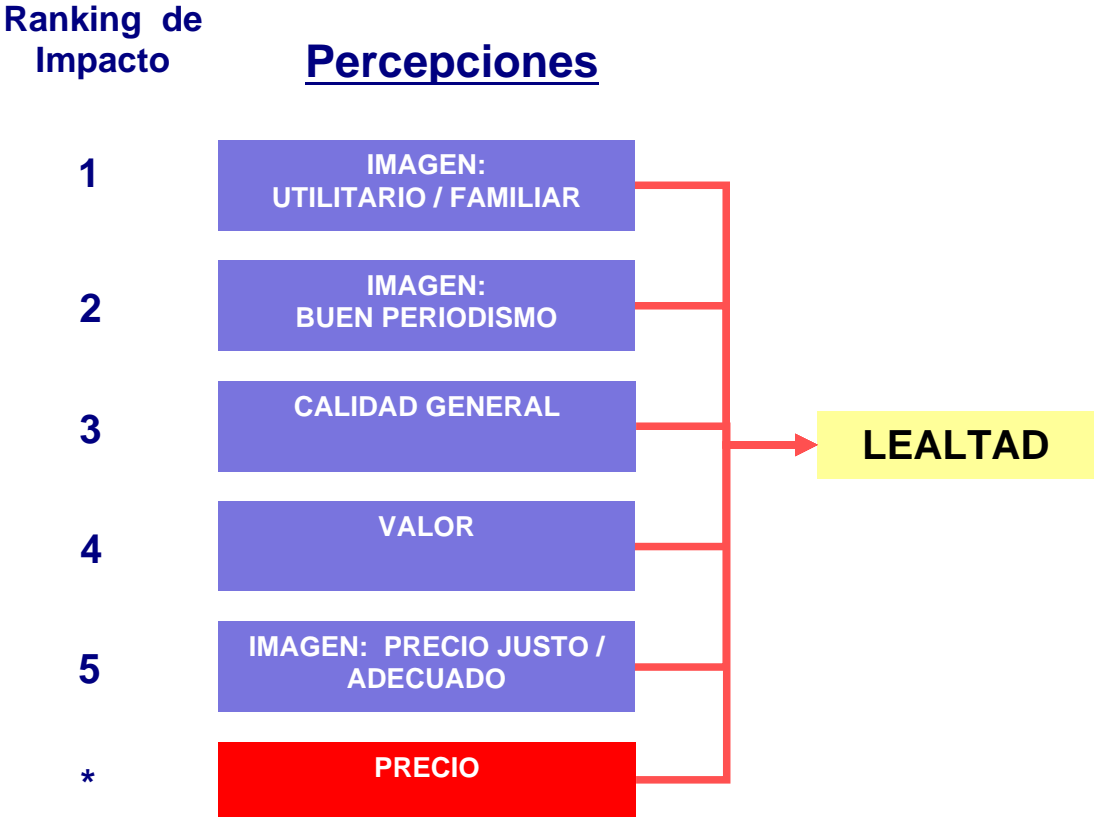 Ranking de
Impacto
Percepciones
1
IMAGEN:
UTILITARIO / FAMILIAR
2
IMAGEN:
BUEN PERIODISMO
3
CALIDAD GENERAL
LEALTAD
4
VALOR
5
IMAGEN: PRECIO JUSTO /
ADECUADO
*
PRECIO